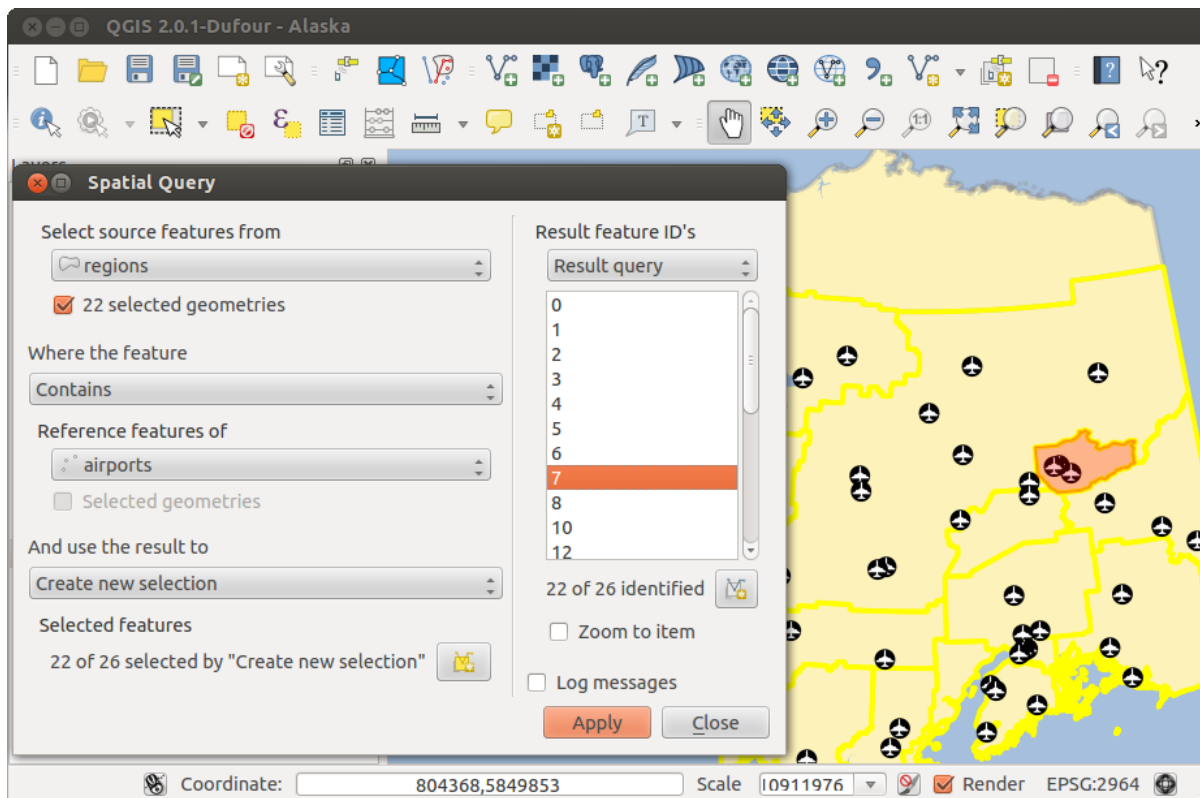 QGIS 2.0.1-Dufour - Alaska
1:1
T
?
?
Layers
Spatial Query
Select source features from
regions
22 selected geometries
Where the feature
Contains
Reference features of
airports
Selected geometries
And use the result to
Create new selection
Selected features
22 of 26 selected by "Create new selection"
Result feature ID's
Result query
0
1
2
3
4
5
6
7
8
10
12
22 of 26 identified
Zoom to item
Log messages
Apply
Close
Coordinate:
804368,5849853
Scale
10911976
Render
EPSG:2964